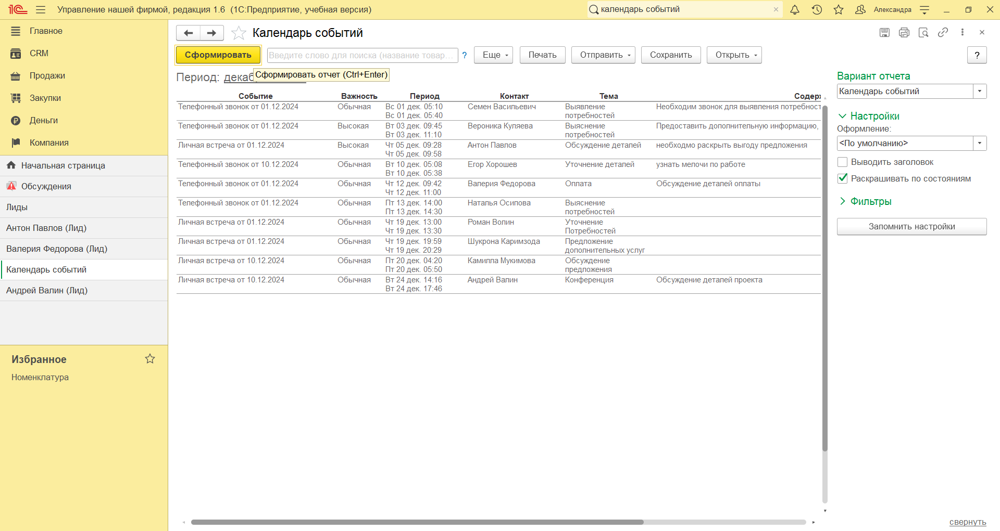 1С Управление нашей фирмой, редакция 1.6 (1С:Предприятие, учебная версия) календарь событий Александра
Главное
CRM
Продажи
Закупки
Деньги
Компания
Начальная страница
Обсуждения
Лиды
Антон Павлов (Лид)
Валерия Федорова (Лид)
Календарь событий
Андрей Валин (Лид)
Избранное
Номенклатура
Календарь событий
Сформировать Введите слово для поиска (название товар... ? Еще Печать Отправить Сохранить Открыть ?
Сформировать отчет (Ctrl+Enter)
Период:
Событие Важность Период Контакт Тема
Телефонный звонок от 01.12.2024 Обычная Вс 01 дек. 05:10 Семен Васильевич Выявление Необходим звонок для выявления
Вс 01 дек. 05:40 потребностей
Телефонный звонок от 01.12.2024 Высокая Вт 03 дек. 09:45 Вероника Куляева Выяснение Предоставить дополнительную информацию,
Вт 03 дек. 11:10 потребностей
Личная встреча от 01.12.2024 Высокая Чт 05 дек. 09:28 Антон Павлов Обсуждение деталей необходмо раскрыть выгоду предложения
Чт 05 дек. 09:58
Телефонный звонок от 10.12.2024 Обычная Вт 10 дек. 05:08 Егор Хорошев Уточнение деталей узнать мелочи по работе
Вт 10 дек. 05:38
Телефонный звонок от 01.12.2024 Обычная Чт 12 дек. 09:42 Валерия Федорова Оплата Обсуждение деталей оплаты
Чт 12 дек. 11:00
Телефонный звонок от 01.12.2024 Обычная Пт 13 дек. 14:00 Наталья Осипова Выяснение
Пт 13 дек. 14:30 потребностей
Личная встреча от 01.12.2024 Обычная Чт 19 дек. 13:00 Роман Волин Уточнение
Чт 19 дек. 13:30 Потребностей
Личная встреча от 01.12.2024 Обычная Чт 19 дек. 19:59 Шукрона Каримзода Предложение
Чт 19 дек. 20:29 дополнительных услуг
Личная встреча от 10.12.2024 Обычная Пт 20 дек. 04:20 Камилла Мукимова Обсуждение
Пт 20 дек. 05:50 предложения
Личная встреча от 10.12.2024 Обычная Вт 24 дек. 14:16 Андрей Валин Конференция Обсуждение деталей проекта
Вт 24 дек. 17:46
Вариант отчета
Календарь событий
Настройки
Оформление:
<По умолчанию>
Выводить заголовок
Раскрашивать по состояниям
Фильтры
Запомнить настройки
свернуть